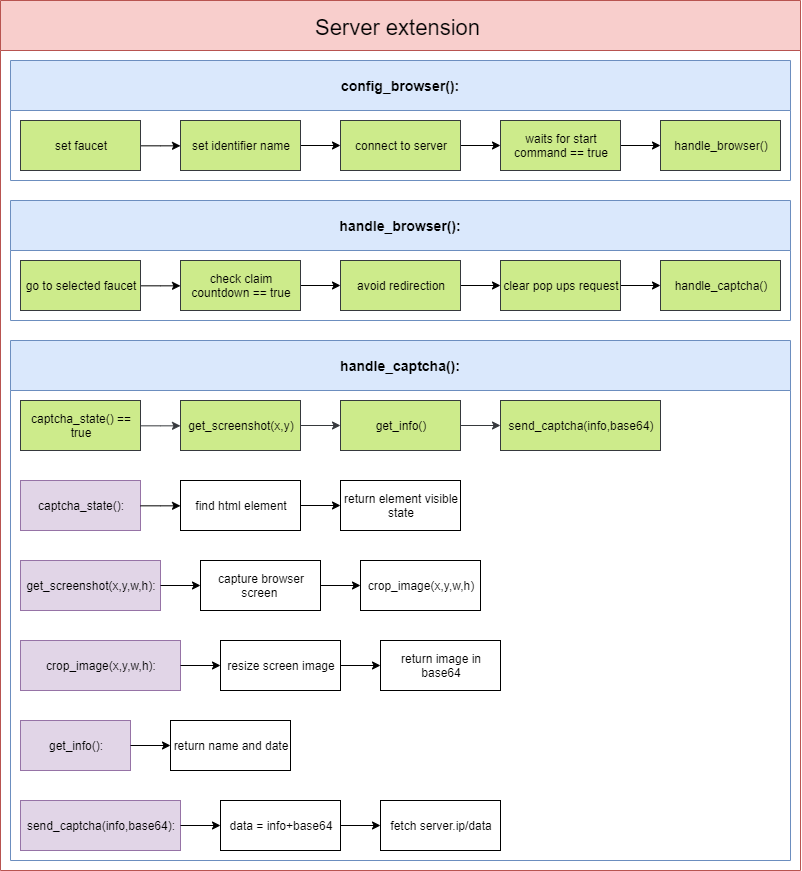 Server extension
config_browser():
set faucet
set identifier name
connect to server
waits for start
command == true
handle_browser()
handle_browser():
go to selected faucet
check claim
countdown == true
avoid redirection
clear pop ups request
handle_captcha()
handle_captcha():
captcha_state() ==
true
get_screenshot(x,y)
get_info()
send_captcha(info,base64)
captcha_state():
find html element
return element visible
state
get_screenshot(x,y,w,h):
capture browser
screen
crop_image(x,y,w,h)
crop_image(x,y,w,h):
resize screen image
return image in
base64
get_info():
return name and date
send_captcha(info,base64):
data = info+base64
fetch server.ip/data